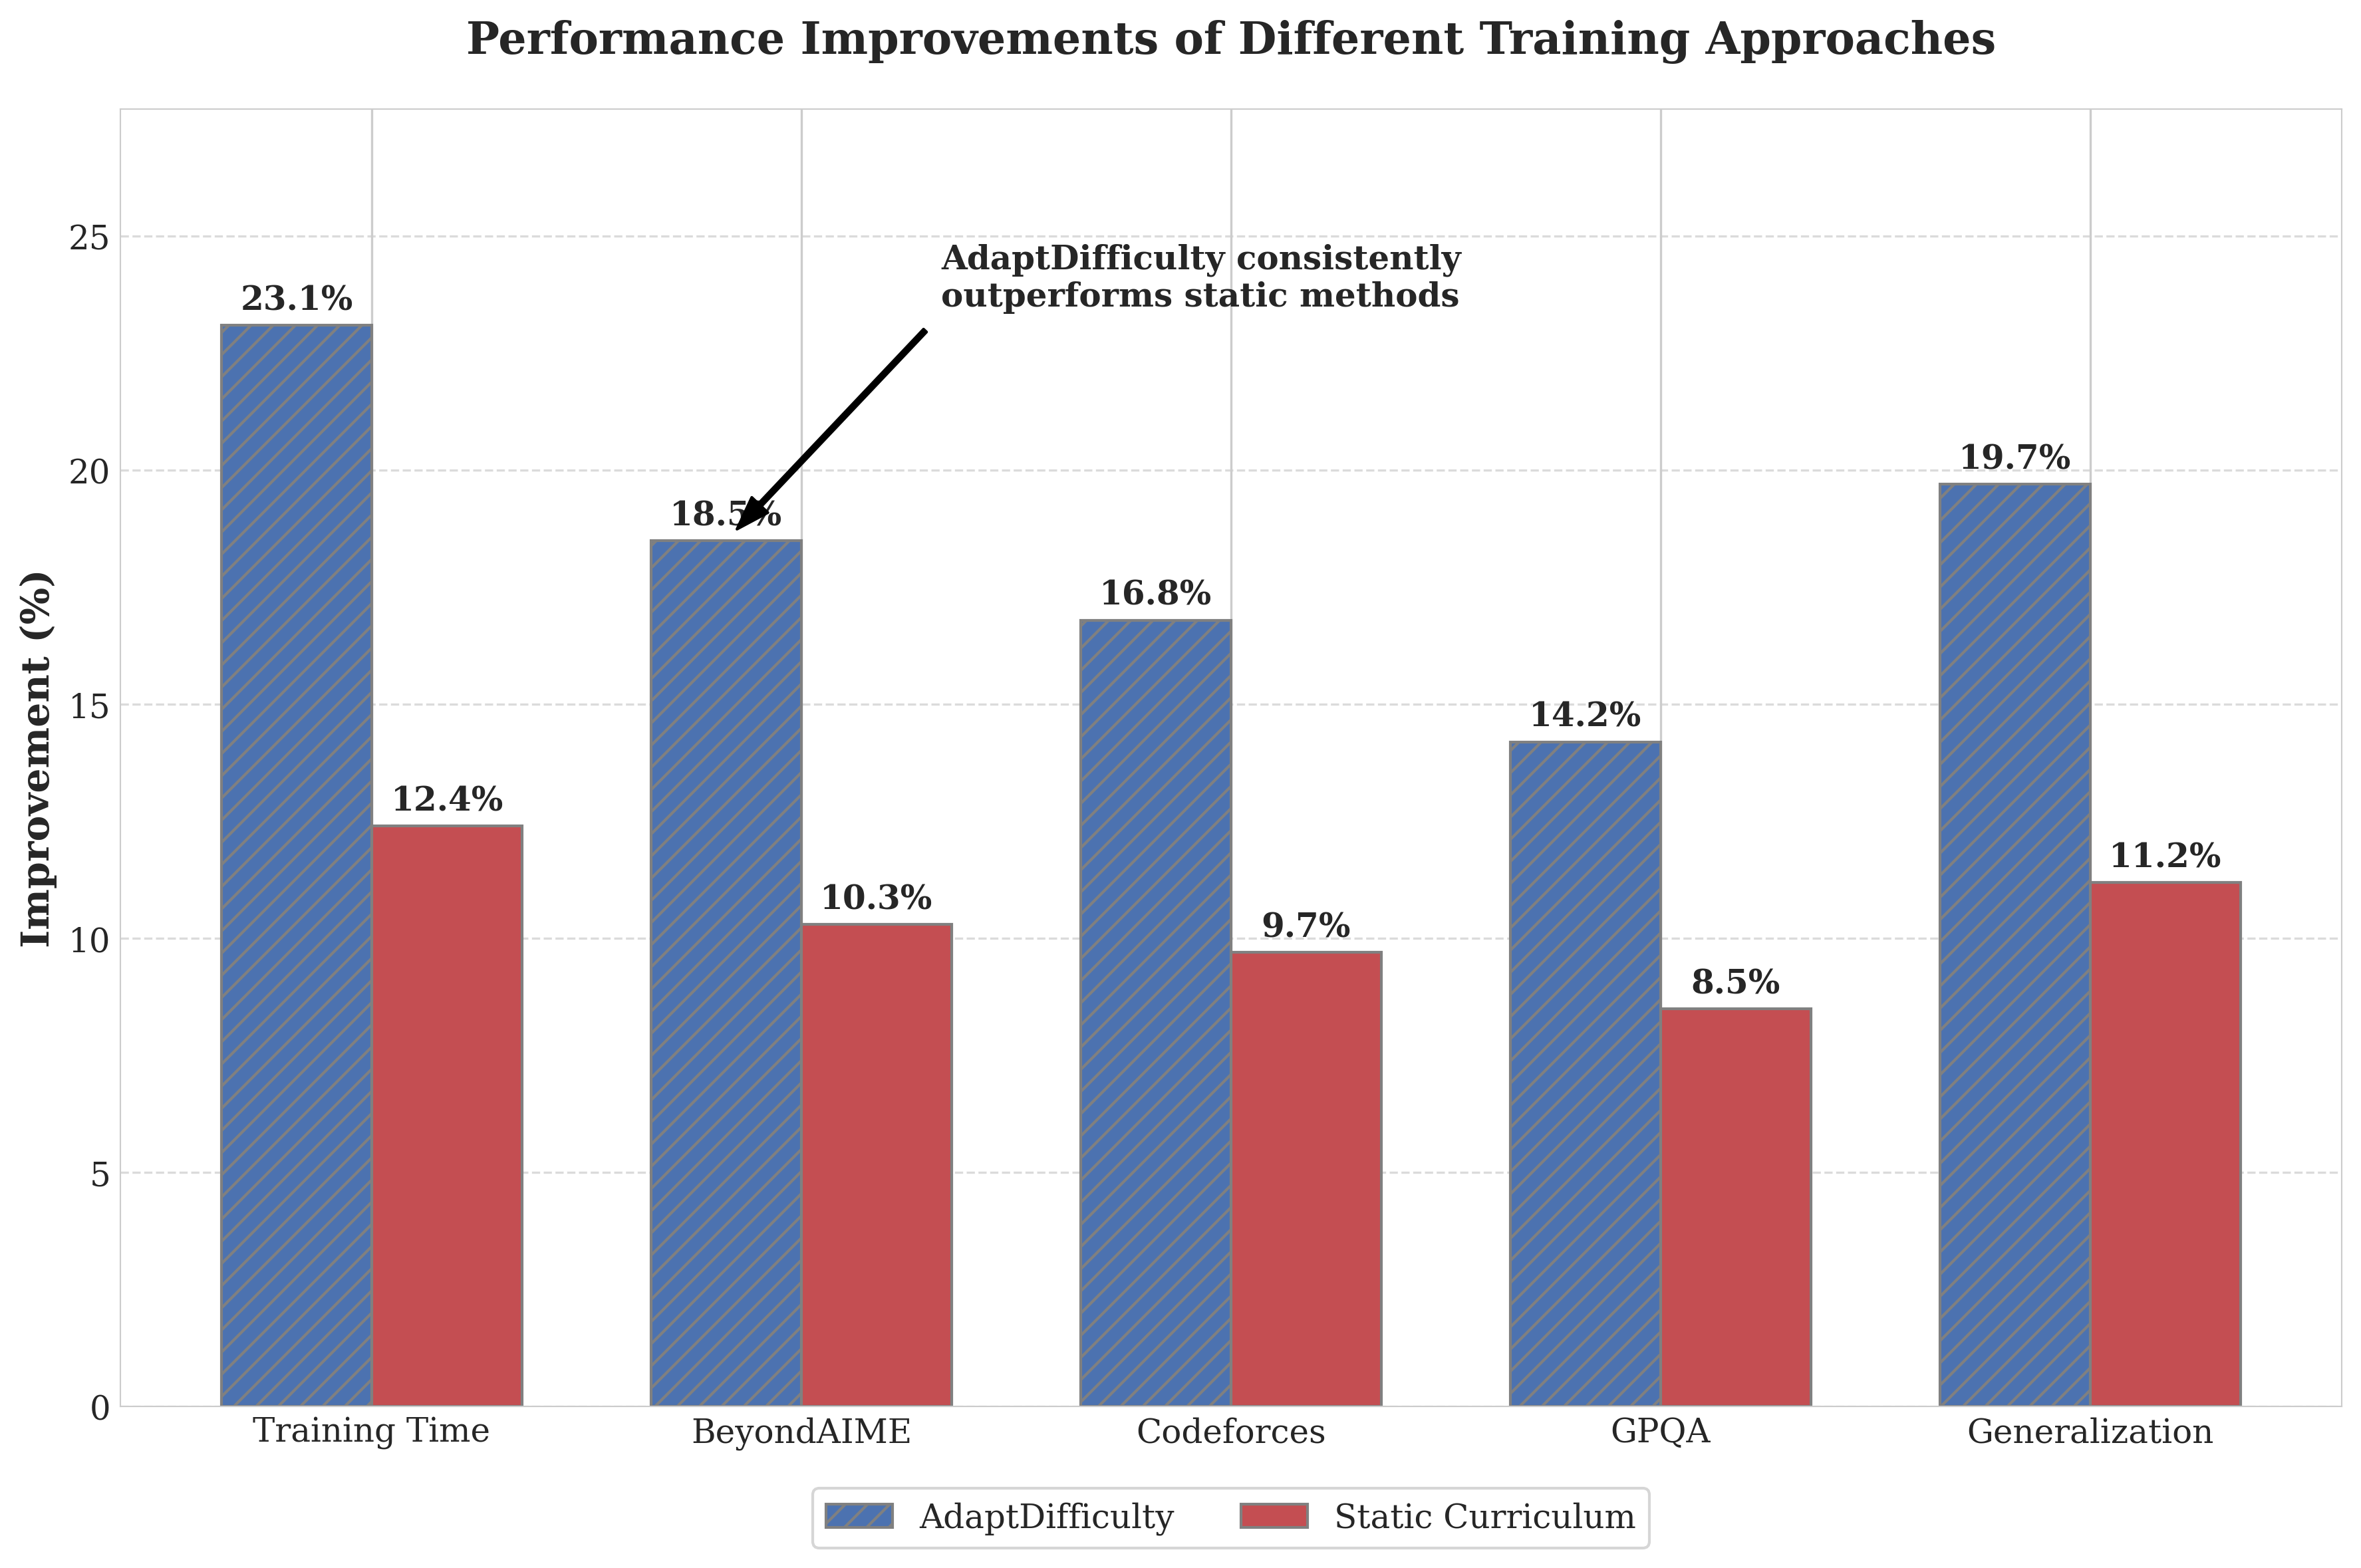 Performance Improvements of Different Training Approaches
Improvement (%)
25
20
15
10
5
0
AdaptDifficulty consistently
outperforms static methods
23.1%
12.4%
18.5%
10.3%
16.8%
9.7%
14.2%
8.5%
19.7%
11.2%
Training Time
BeyondAIME
Codeforces
GPQA
Generalization
AdaptDifficulty
Static Curriculum